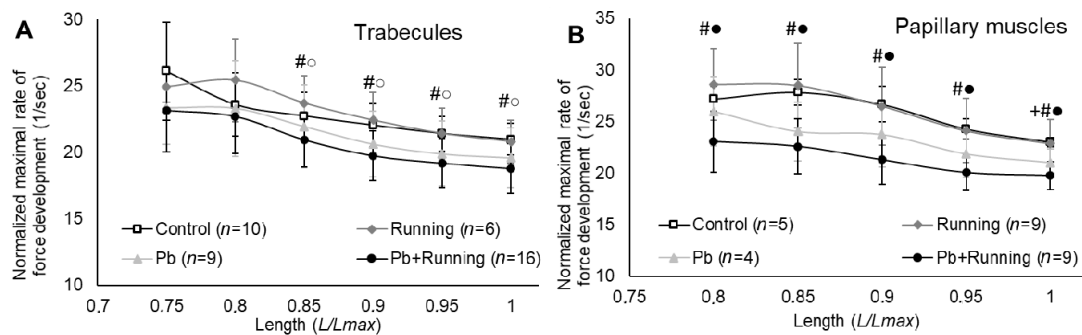 A
Trabecules
Normalized maximal rate of
force development (1/sec)
30
25
20
15
10
#○ #○ #○ #○
Control (n=10) Running (n=6)
Pb (n=9) Pb+Running (n=16)
0,7 0,75 0,8 0,85 0,9 0,95 1
Length (L/Lmax)
B
Papillary muscles
Normalized maximal rate of
force development (1/sec)
35
30
25
20
15
10
#● #● #● #● +#●
Control (n=5) Running (n=9)
Pb (n=4) Pb+Running (n=9)
0,75 0,8 0,85 0,9 0,95 1
Length (L/Lmax)